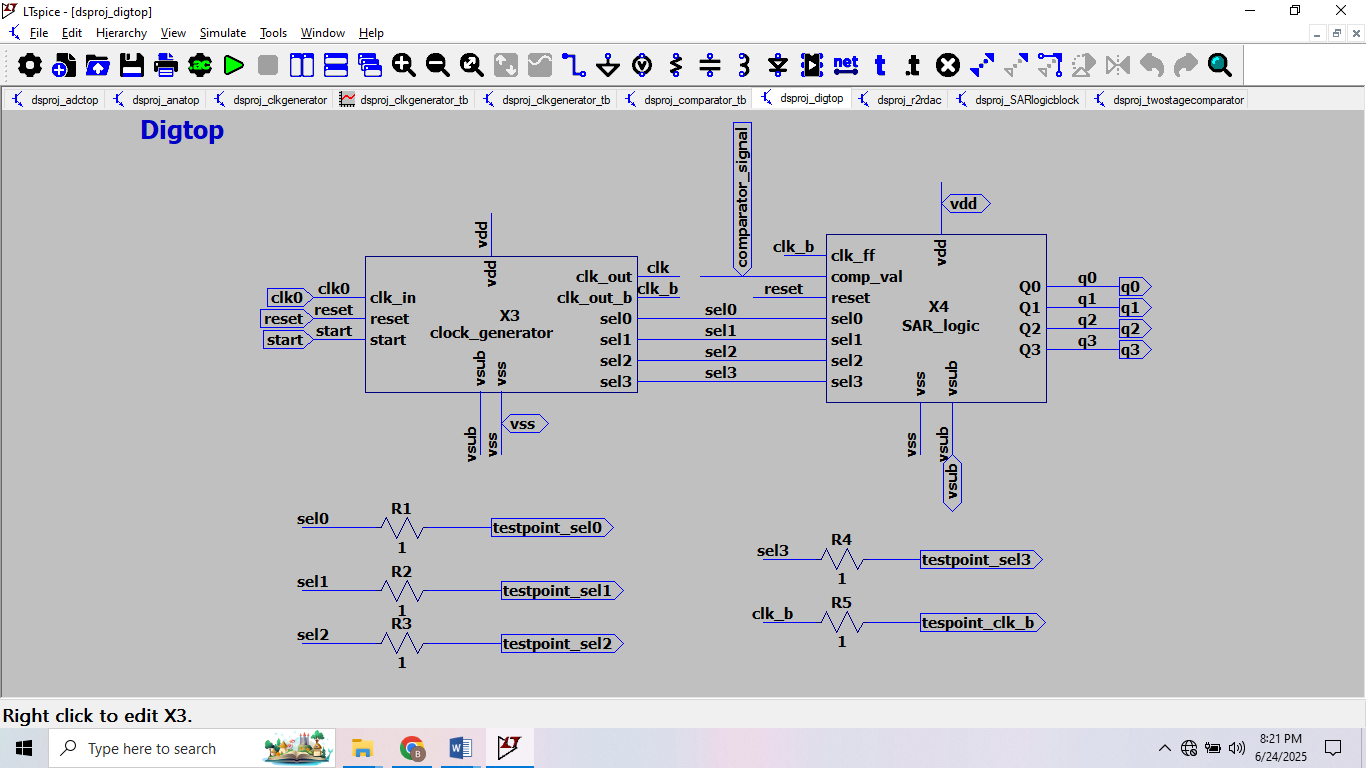 LTspice - [dsproj_digtop]
File Edit Hierarchy View Simulate Tools Window Help
.ac net t .t
dsproj_adctop dsproj_anatop dsproj_clkgenerator dsproj_clkgenerator_tb dsproj_clkgenerator_tb dsproj_comparator_tb dsproj_digtop dsproj_r2rdac dsproj_SARlogicblock dsproj_twostagecomparator
Digtop
comparator_signal
vdd
vdd
clk0 clk0 clk_in
reset reset reset
start start start
X3
clock_generator
clk_out clk
clk_out_b clk_b
sel0 sel0 sel0
sel1 sel1 sel1
sel2 sel2 sel2
sel3 sel3 sel3
vsub vss
vsub vss vss
vdd
vdd
clk_b clk_ff
comp_val
reset reset
X4
SAR_logic
Q0 q0 q0
Q1 q1 q1
Q2 q2 q2
Q3 q3 q3
vss vsub
vss vsub
vsub
sel0 R1 1 testpoint_sel0
sel1 R2 1 testpoint_sel1
sel2 R3 1 testpoint_sel2
sel3 R4 1 testpoint_sel3
clk_b R5 1 tespoint_clk_b
Right click to edit X3.
Type here to search
8:21 PM
6/24/2025